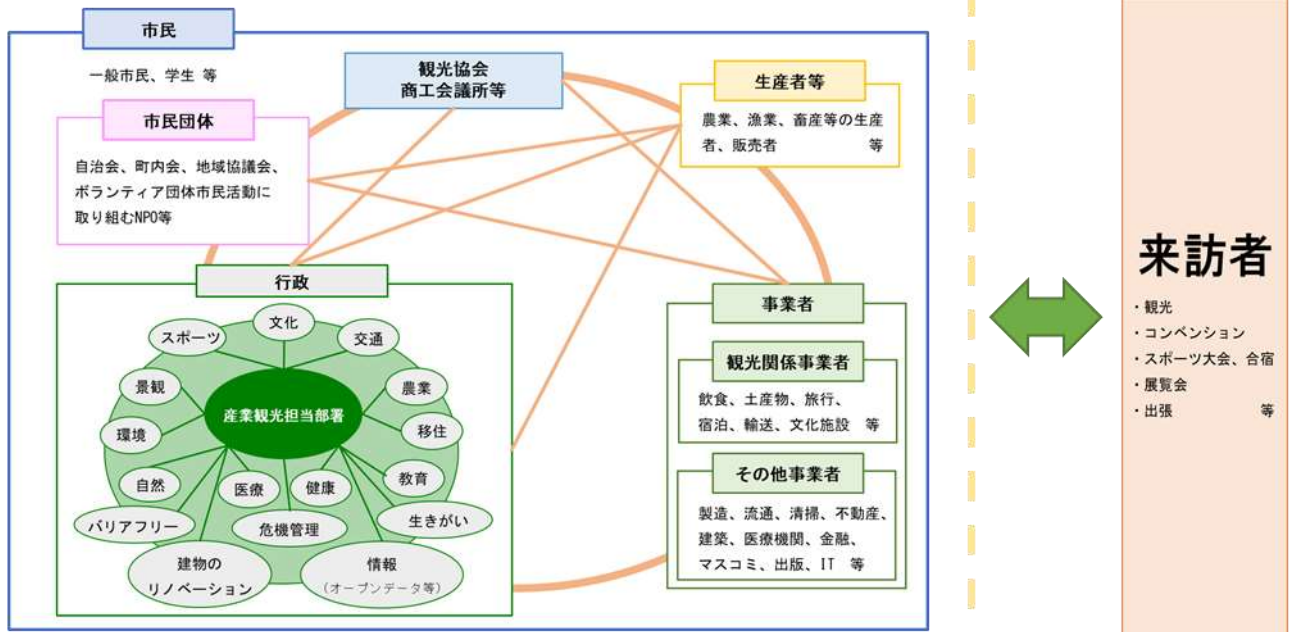 市民
一般市民、学生 等
観光協会
商工会議所等
生産者等
農業、漁業、畜産等の生産
者、販売者 等
市民団体
自治会、町内会、地域協議会、
ボランティア団体市民活動に
取り組むNPO等
行政
文化
スポーツ
交通
景観
農業
産業観光担当部署
環境
移住
自然
医療
健康
教育
バリアフリー
危機管理
生きがい
建物の
リノベーション
情報
(オープンデータ等)
事業者
観光関係事業者
飲食、土産物、旅行、
宿泊、輸送、文化施設 等
その他事業者
製造、流通、清掃、不動産、
建築、医療機関、金融、
マスコミ、出版、IT 等
来訪者
・観光
・コンベンション
・スポーツ大会、合宿
・展覧会
・出張 等